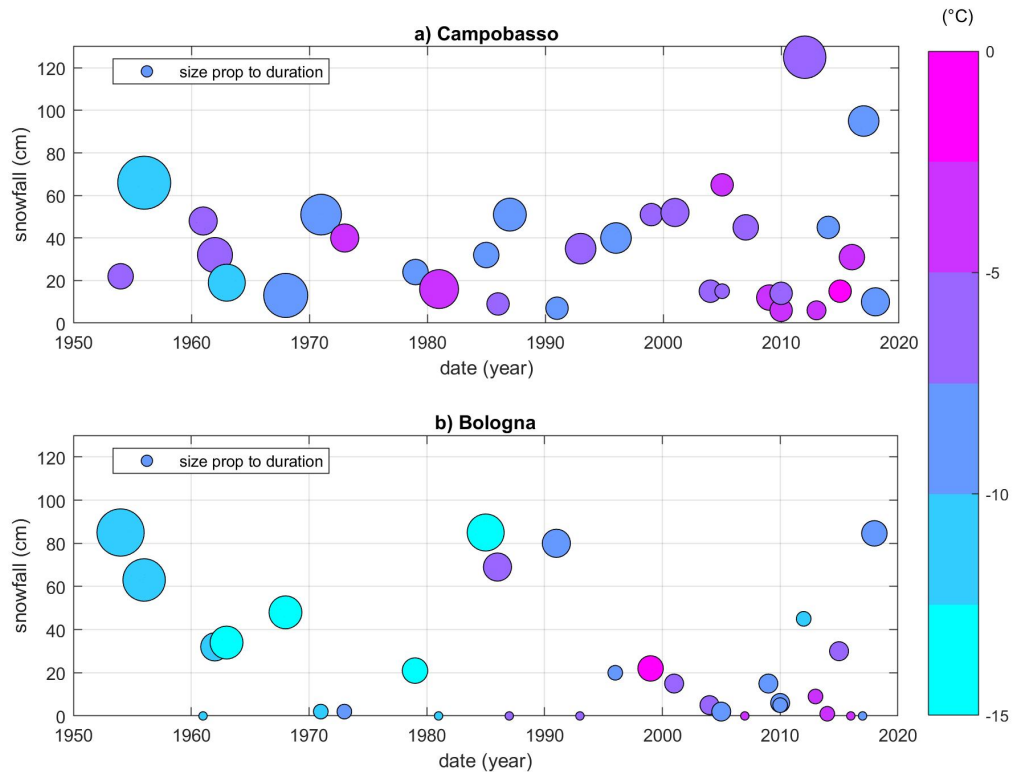 (°C)
a) Campobasso
size prop to duration
snowfall (cm)
120
100
80
60
40
20
0
1950 1960 1970 1980 1990 2000 2010 2020
date (year)
b) Bologna
size prop to duration
snowfall (cm)
120
100
80
60
40
20
0
1950 1960 1970 1980 1990 2000 2010 2020
date (year)
0
-5
-10
-15